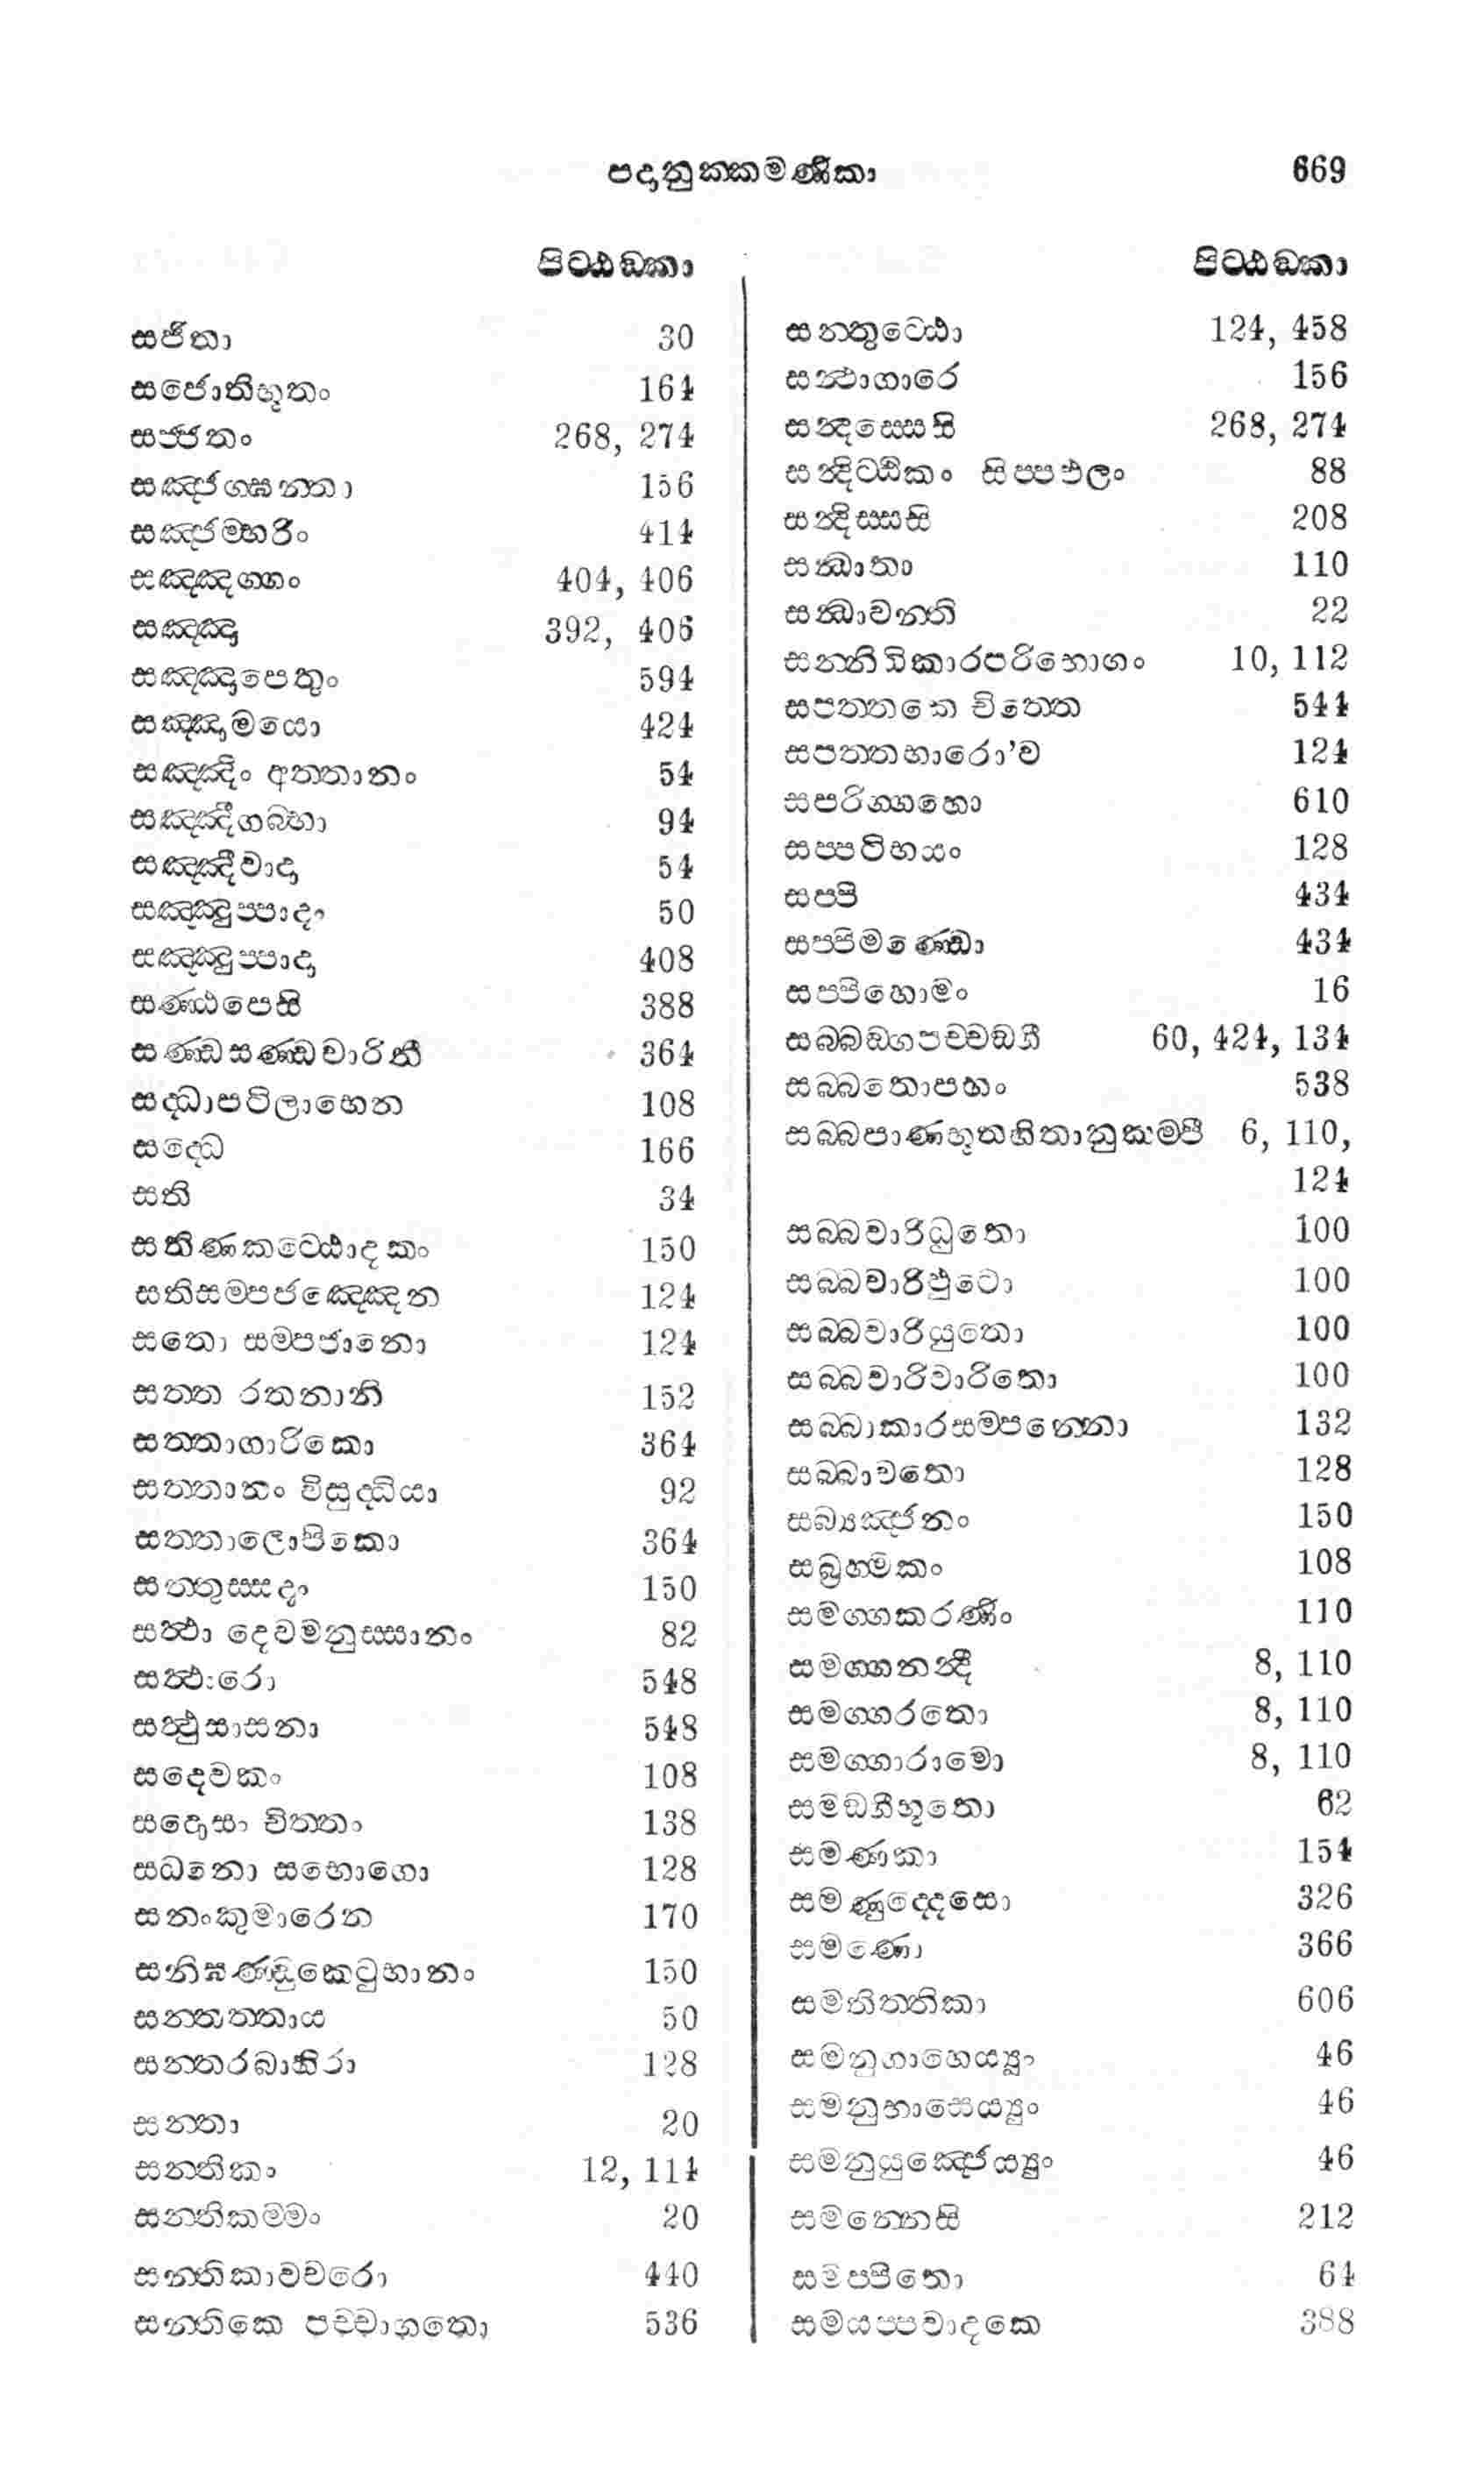 පදානුක්කමණිකා 669
පිට්ඨඞ්කා
සජිතා 30
සජොතිභූතං 164
සජ්ජිතං 268, 274
සඤ්ජග්ඝන්තා 156
සඤ්ජම්භරිං 414
සඤ්ඤග්ගං 404, 406
සඤ්ඤා 392, 406
සඤ්ඤාපෙතුං 594
සඤ්ඤාමයො 424
සඤ්ඤිං අත්තානං 54
සඤ්ඤීගබ්භා 94
සඤ්ඤීවාදා 54
සඤ්ඤුප්පාදං 50
සඤ්ඤුප්පාදා 408
සණ්ඨපෙසි 388
සණ්ඩසණ්ඩචාරිනී 364
සද්ධාපටිලාභෙන 108
සද්ධෙ 166
සති 34
සතිණකට්ඨොදකං 150
සතිසම්පජඤ්ඤෙන 124
සතො සම්පජානො 124
සත්ත රතනානි 152
සත්තාගාරිකො 364
සත්තානං විසුද්ධියා 92
සත්තාලොපිකො 364
සත්තුස්සදං 150
සත්ථා දෙවමනුස්සානං 82
සත්ථාරො 548
සත්ථුසාසනා 548
සදෙවකං 108
සදොසං චිත්තං 138
සධනො සභොගො 128
සනංකුමාරෙන 170
සනිඝණ්ඩුකෙටුභානං 150
සන්තත්තාය 50
සන්තරබාහිරා 128
සන්තා 20
සන්තිකං 12, 114
සන්තිකම්මං 20
සන්තිකාවචරො 440
සන්තිකෙ පච්චාගතො 536
පිට්ඨඞ්කා
සන්තුට්ඨො 124, 458
සන්ථාගාරෙ 156
සන්දස්සෙසි 268, 274
සන්දිට්ඨිකං සිප්පඵලං 88
සන්දිස්සසි 208
සන්ධාතා 110
සන්ධාවන්ති 22
සන්නිධිකාරපරිභොගං 10, 112
සපත්තකෙ චිත්තෙ 544
සපත්තභාරො’ව 124
සපරිග්ගහො 610
සප්පටිභයං 128
සප්පි 434
සප්පිමණ්ඩො 434
සප්පිහොමං 16
සබ්බඞ්ගපච්චඞ්ගී 60, 424, 134
සබ්බතොපභං 538
සබ්බපාණභූතහිතානුකම්පී 6, 110,
124
සබ්බවාරිධුතො 100
සබ්බවාරිඵුටො 100
සබ්බවාරියුතො 100
සබ්බවාරිවාරිතො 100
සබ්බාකාරසම්පන්නො 132
සබ්බාවතො 128
සබ්‍යඤ්ජනං 150
සබ්‍රහ්මකං 108
සමග්ගකරණිං 110
සමග්ගනන්දී 8, 110
සමග්ගරතො 8, 110
සමග්ගාරාමො 8, 110
සමඞ්ගීභූතො 62
සමණකා 154
සමණුද්දෙසො 326
සමණො 366
සමතිත්තිකා 606
සමනුගාහෙය්‍යුං 46
සමනුභාසෙය්‍යුං 46
සමනුයුඤ්ජෙය්‍යුං 46
සමන්නෙසි 212
සමප්පිතො 64
සමයප්පවාදකෙ 388